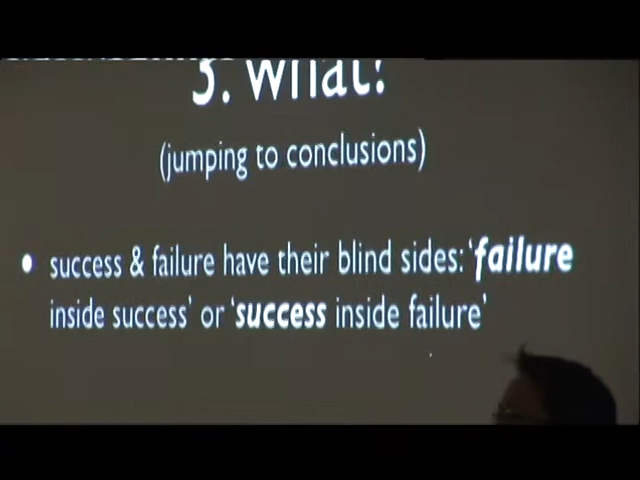 3. What?
(jumping to conclusions)
• success & failure have their blind sides: ‘failure
inside success’ or ‘success inside failure’